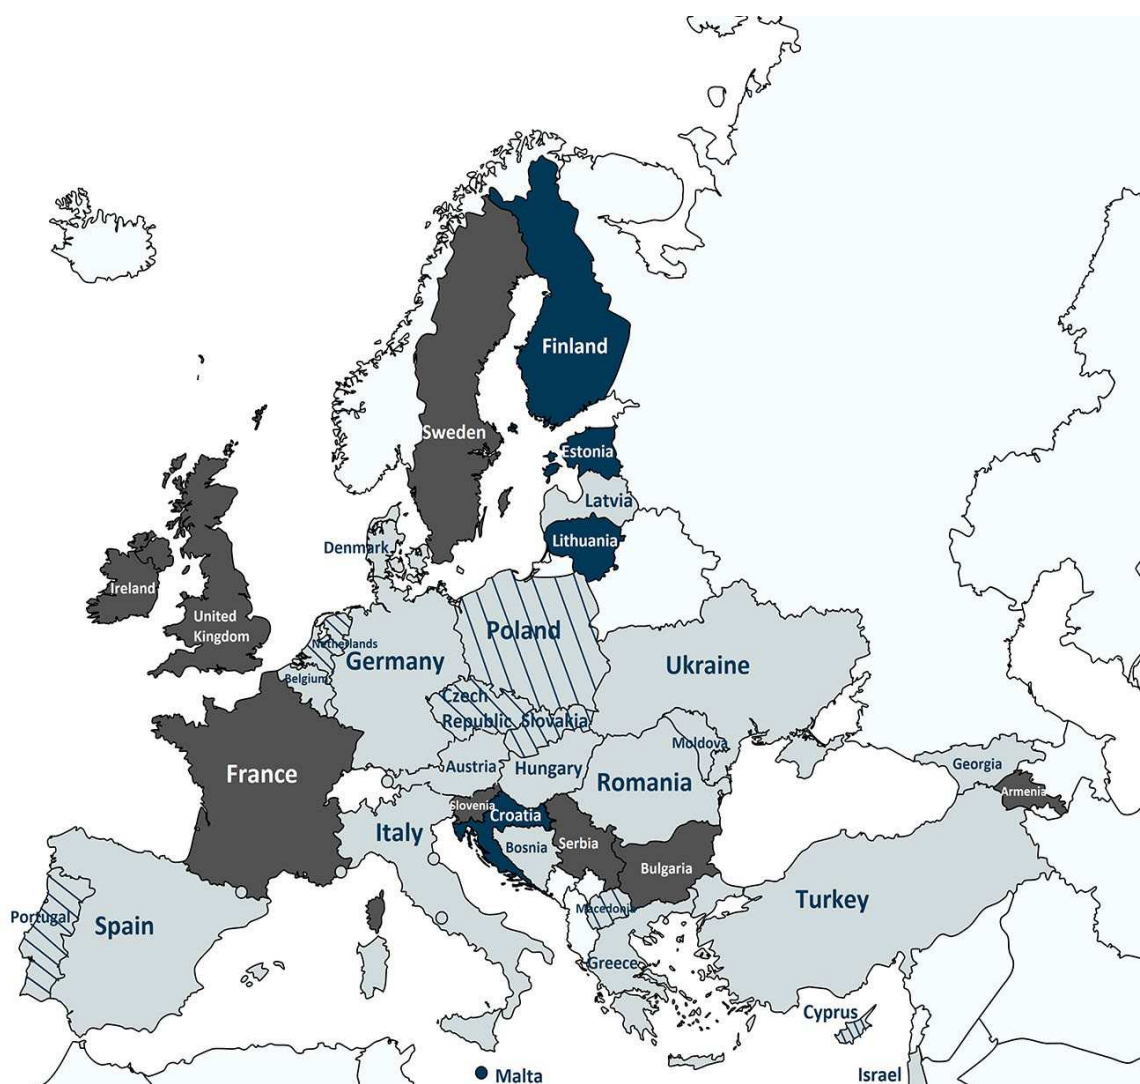 Finland
Sweden
Estonia
Latvia
Lithuania
Denmark
Ireland
United
Kingdom
Netherlands
Poland
Germany
Belgium
Ukraine
Czech
Republic
Slovakia
Moldova
Austria
Hungary
Georgia
France
Romania
Armenia
Slovenia
Croatia
Italy
Bosnia
Serbia
Bulgaria
Turkey
Macedonia
Portugal
Spain
Greece
Cyprus
Malta
Israel